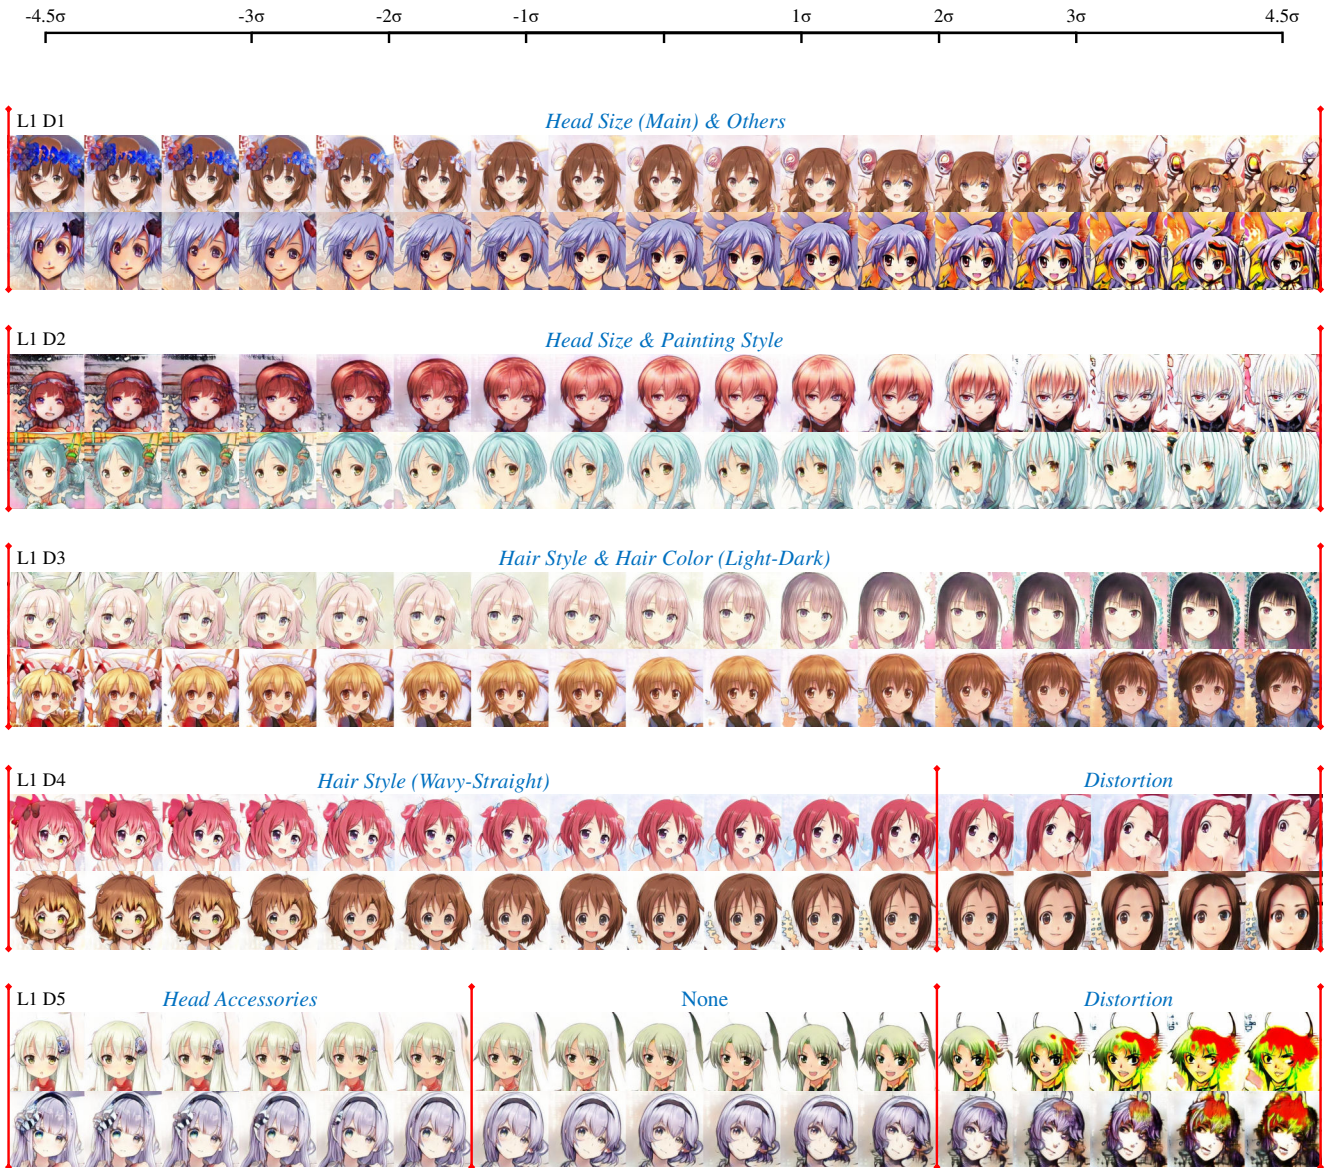 -4.5σ -3σ -2σ -1σ 1σ 2σ 3σ 4.5σ
L1 D1 Head Size (Main) & Others
L1 D2 Head Size & Painting Style
L1 D3 Hair Style & Hair Color (Light-Dark)
L1 D4 Hair Style (Wavy-Straight) Distortion
L1 D5 Head Accessories None Distortion